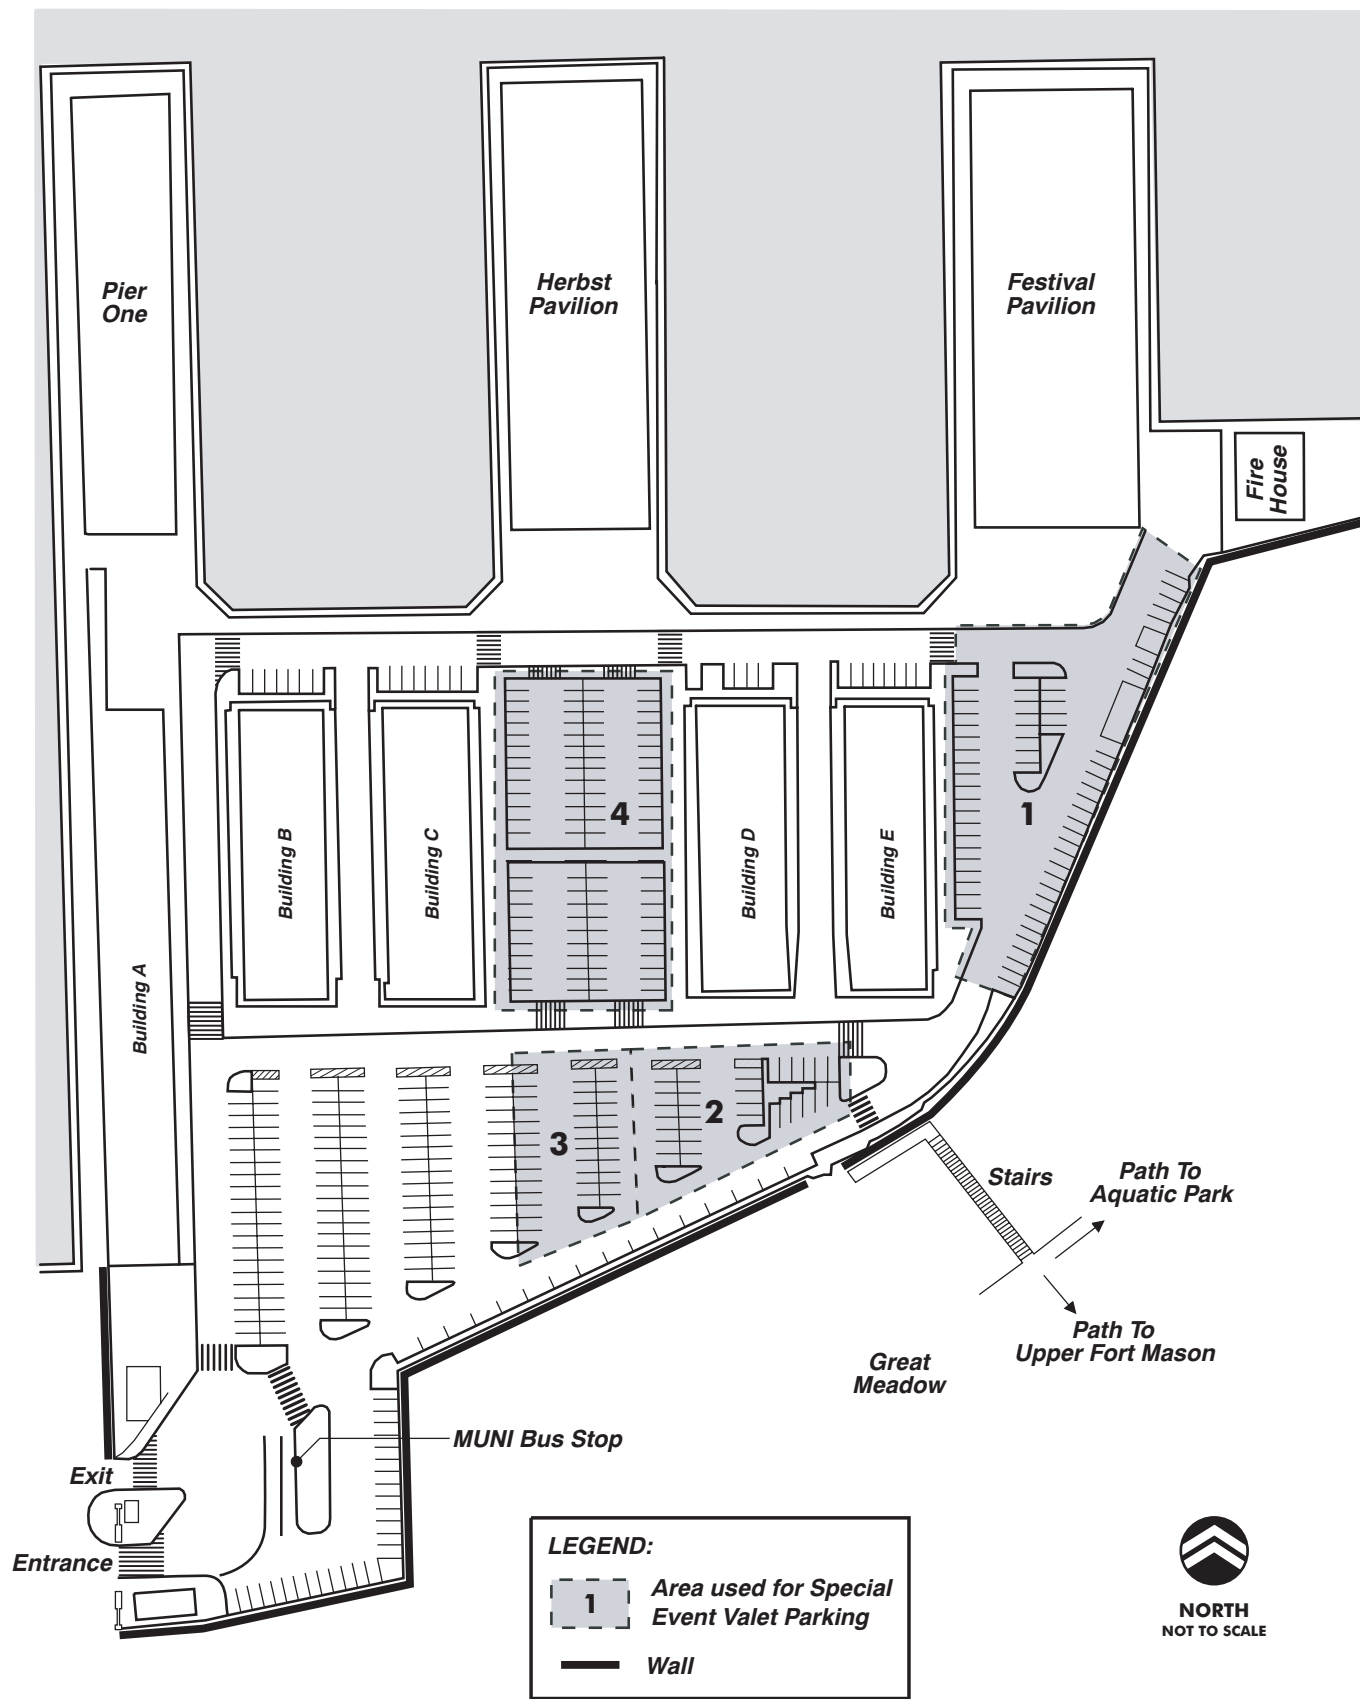 Pier
One
Herbst
Pavilion
Festival
Pavilion
Fire
House
4
1
Building B
Building C
Building D
Building E
Building A
3
2
Stairs
Path To
Aquatic Park
Path To
Upper Fort Mason
Great
Meadow
MUNI Bus Stop
Exit
Entrance
LEGEND:
1
Area used for Special
Event Valet Parking
Wall
NORTH
NOT TO SCALE